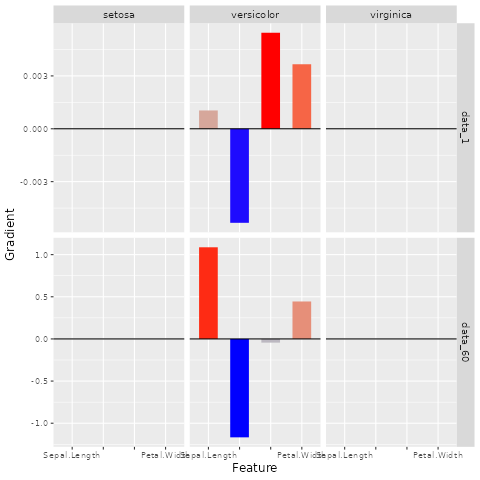 setosa versicolor virginica
Gradient
0.003
0.000
-0.003
data_1
1.0
0.5
0.0
-0.5
-1.0
data_60
Sepal.Length Petal.Width Sepal.Length Petal.Width Sepal.Length Petal.Width
Feature